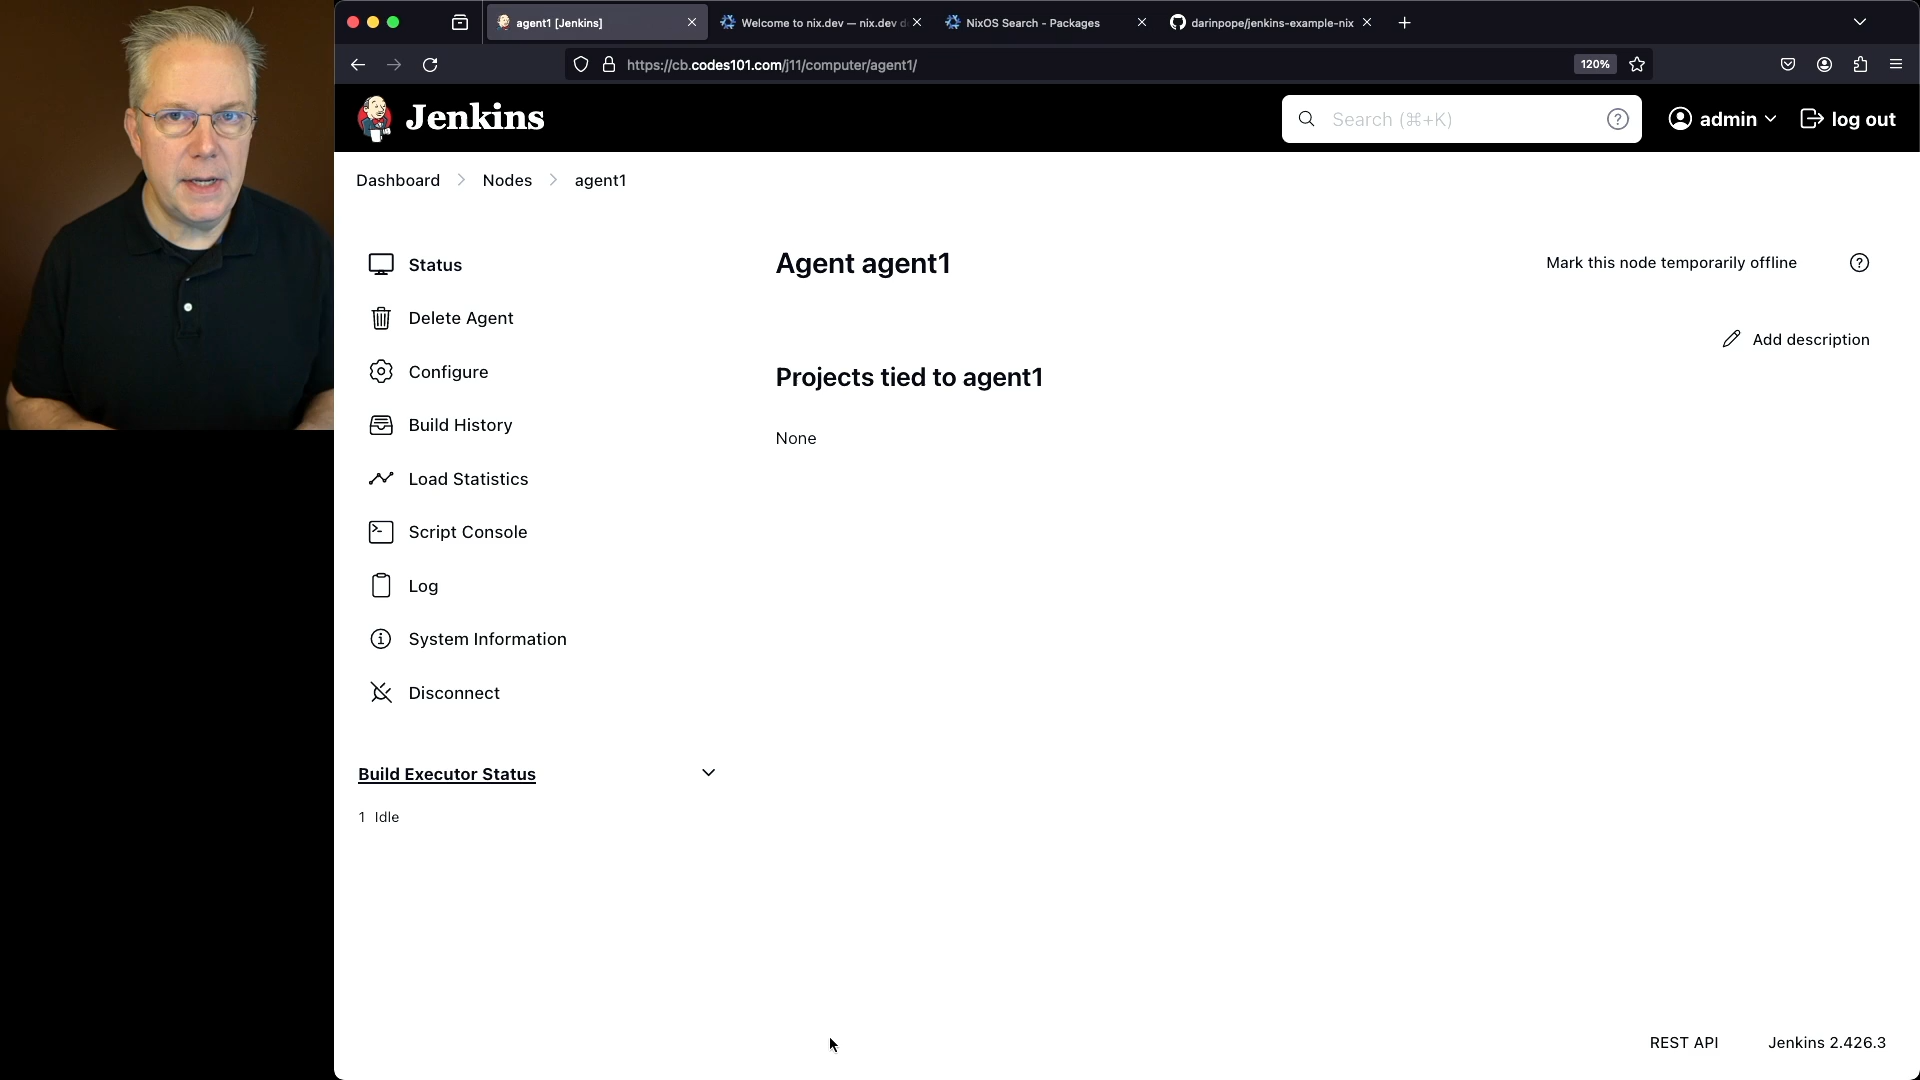 agent1 [Jenkins]
Welcome to nix.dev — nix.dev d
NixOS Search - Packages
darinpope/jenkins-example-nix
https://cb.codes101.com/j11/computer/agent1/
120%
Jenkins
Search (⌘+K)
admin
log out
Dashboard
Nodes
agent1
Status
Delete Agent
Configure
Build History
Load Statistics
Script Console
Log
System Information
Disconnect
Build Executor Status
1 Idle
Agent agent1
Mark this node temporarily offline
Add description
Projects tied to agent1
None
REST API
Jenkins 2.426.3